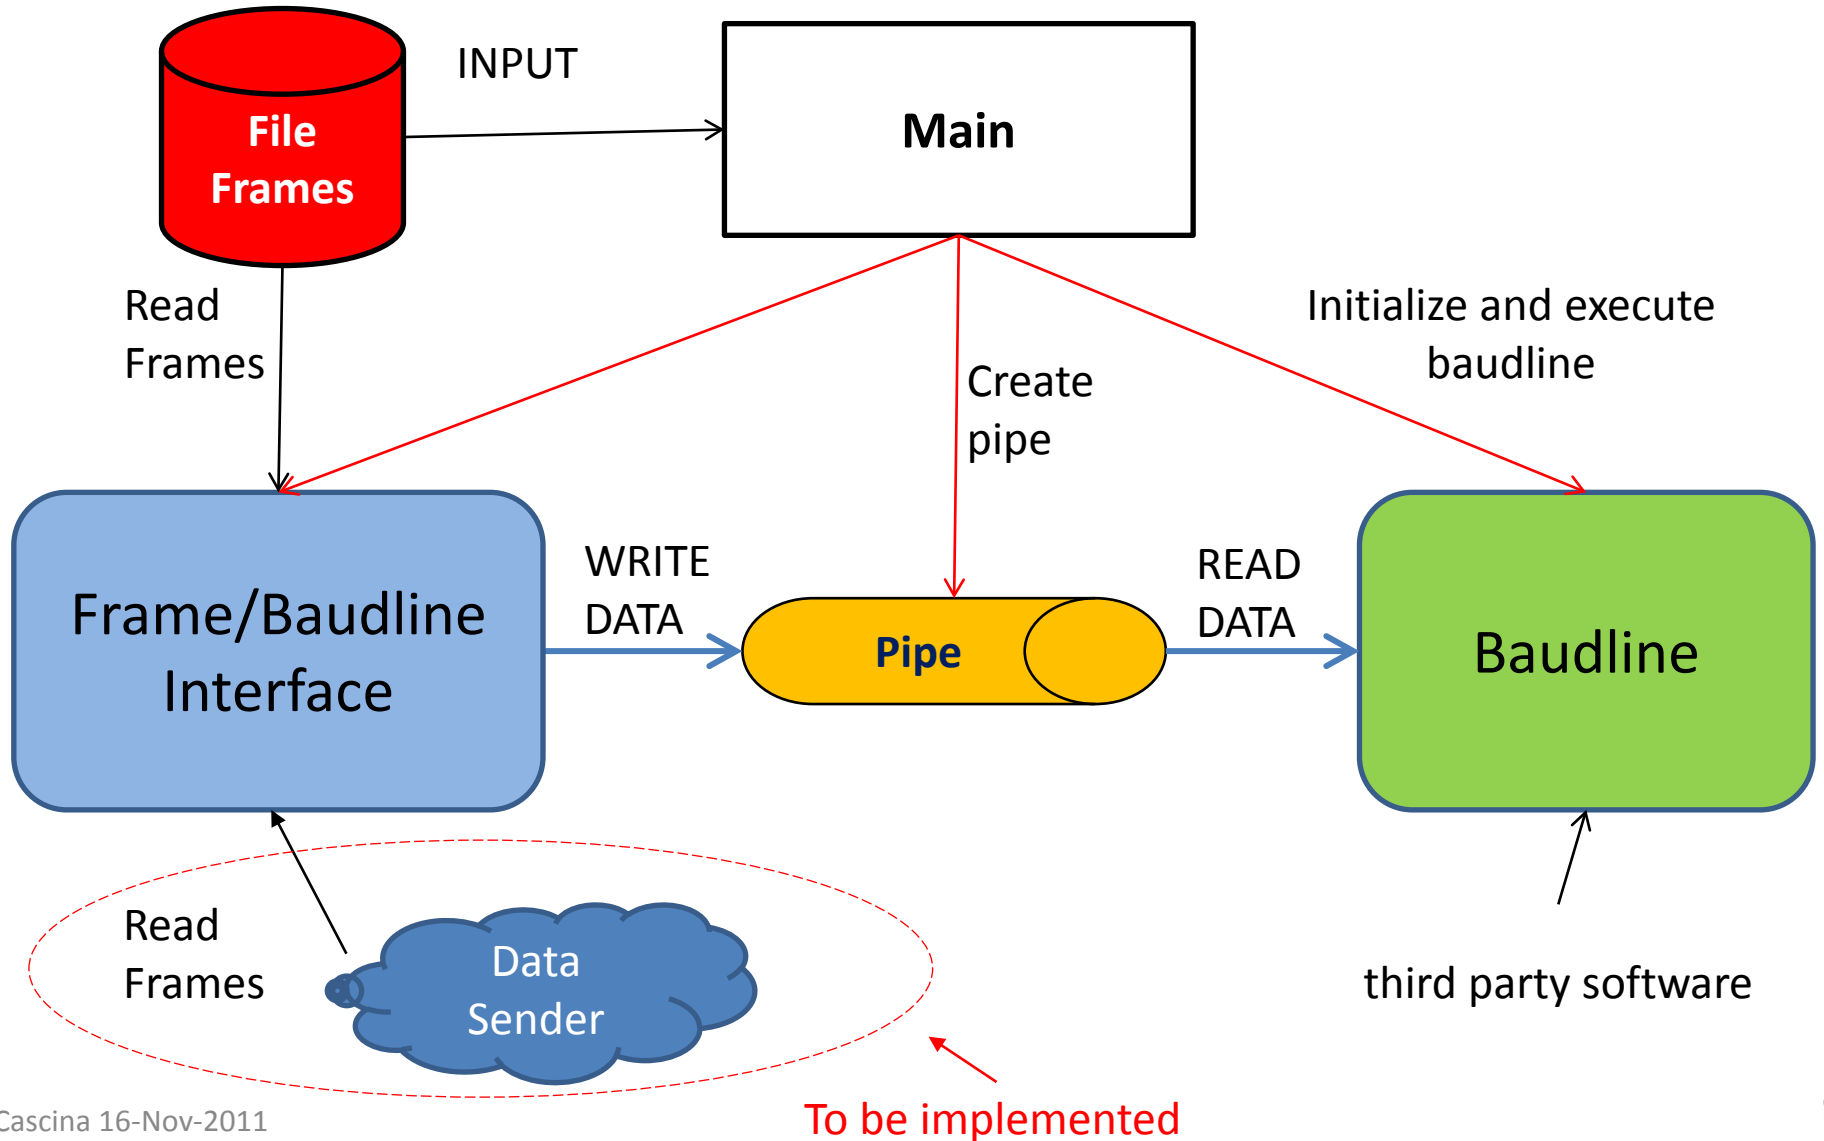 INPUT
File
Frames
Main
Read
Frames
Initialize and execute
baudline
Create
pipe
WRITE
DATA
READ
DATA
Frame/Baudline
Interface
Pipe
Baudline
Read
Frames
Data
Sender
third party software
To be implemented
Cascina 16-Nov-2011